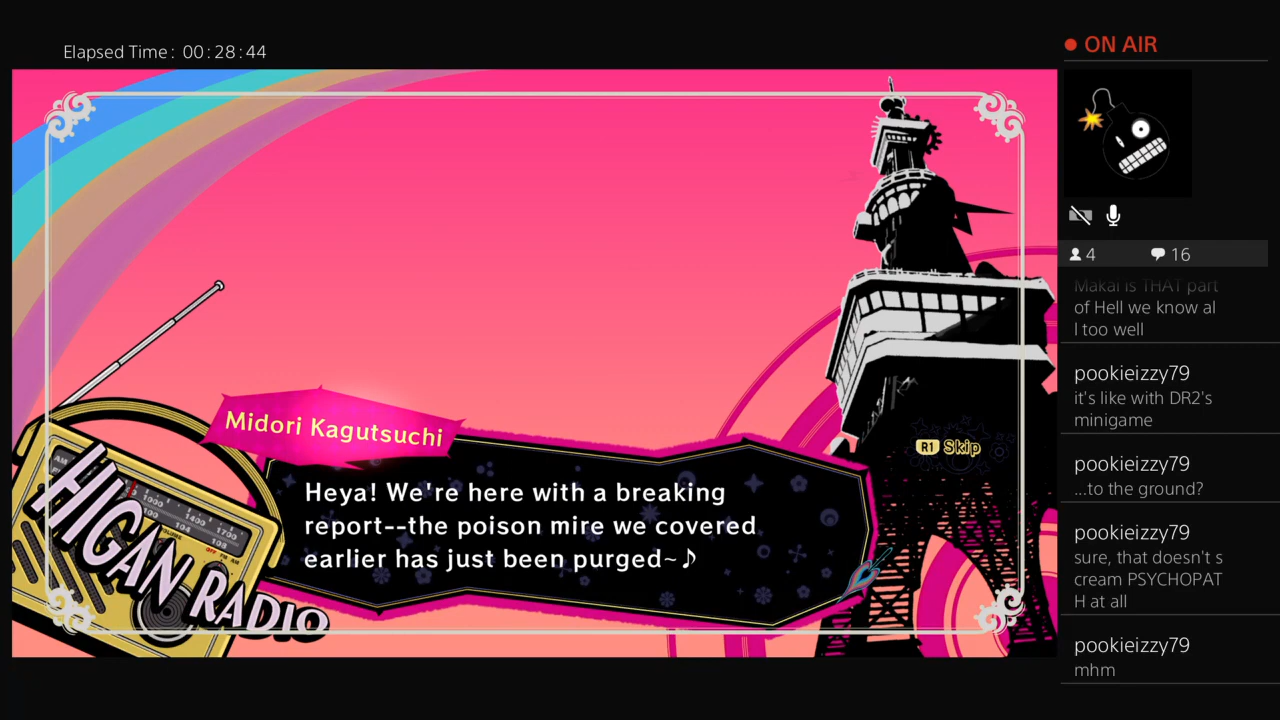 Elapsed Time: 00:28:44
ON AIR
4
16
Makai is THAT part
of Hell we know al
l too well
pookieizzy79
it's like with DR2's
minigame
pookieizzy79
...to the ground?
pookieizzy79
sure, that doesn't s
cream PSYCHOPAT
H at all
pookieizzy79
mhm
Midori Kagutsuchi
R1 Skip
Heya! We're here with a breaking
report--the poison mire we covered
earlier has just been purged~♪
HIGAN RADIO